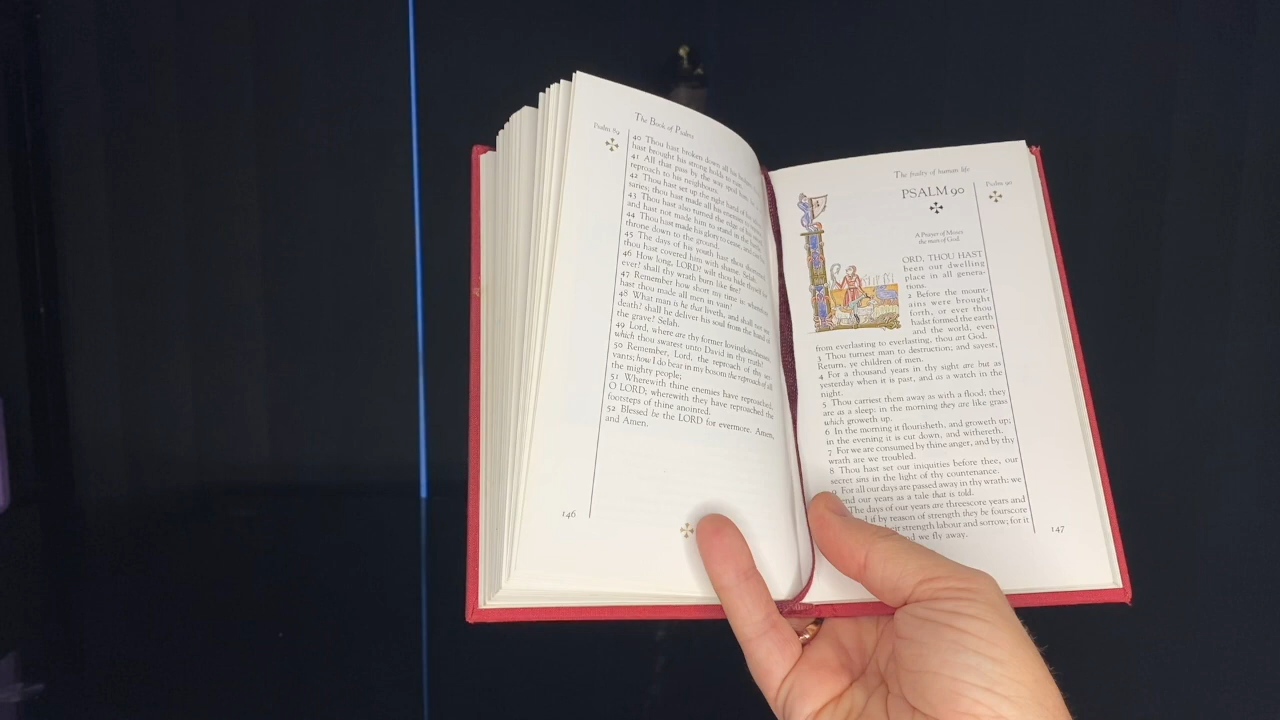 The Book of Psalms
Psalm 89
40 Thou hast broken down all his
hast brought his strong holds to ruin.
41 All that pass by the way spoil him: he is a
reproach to his neighbours.
42 Thou hast set up the right hand of his
saries; thou hast made all his enemies to
43 Thou hast also turned the edge of his
and hast not made him to stand in the
44 Thou hast made his glory to cease, and cast his
throne down to the ground.
45 The days of his youth hast thou shortened:
thou hast covered him with shame. Selah.
46 How long, LORD? wilt thou hide thyself for
ever? shall thy wrath burn like fire?
47 Remember how short my time is: wherefore
hast thou made all men in vain?
48 What man is he that liveth, and shall not see
death? shall he deliver his soul from the hand of
the grave? Selah.
49 Lord, where are thy former lovingkindnesses,
which thou swarest unto David in thy truth?
50 Remember, Lord, the reproach of thy ser-
vants; how I do bear in my bosom the reproach of all
the mighty people;
51 Wherewith thine enemies have reproached,
O LORD; wherewith they have reproached the
footsteps of thine anointed.
52 Blessed be the LORD for evermore. Amen,
and Amen.
146
The frailty of human life
Psalm 90
PSALM 90
A Prayer of Moses
the man of God.
ORD, THOU HAST
been our dwelling
place in all genera-
tions.
2 Before the mount-
ains were brought
forth, or ever thou
hadst formed the earth
and the world, even
from everlasting to everlasting, thou art God.
3 Thou turnest man to destruction; and sayest,
Return, ye children of men.
4 For a thousand years in thy sight are but as
yesterday when it is past, and as a watch in the
night.
5 Thou carriest them away as with a flood; they
are as a sleep: in the morning they are like grass
which groweth up.
6 In the morning it flourisheth, and groweth up;
in the evening it is cut down, and withereth.
7 For we are consumed by thine anger, and by thy
wrath are we troubled.
8 Thou hast set our iniquities before thee, our
secret sins in the light of thy countenance.
9 For all our days are passed away in thy wrath: we
end our years as a tale that is told.
The days of our years are threescore years and
if by reason of strength they be fourscore
their strength labour and sorrow; for it
we fly away.
147